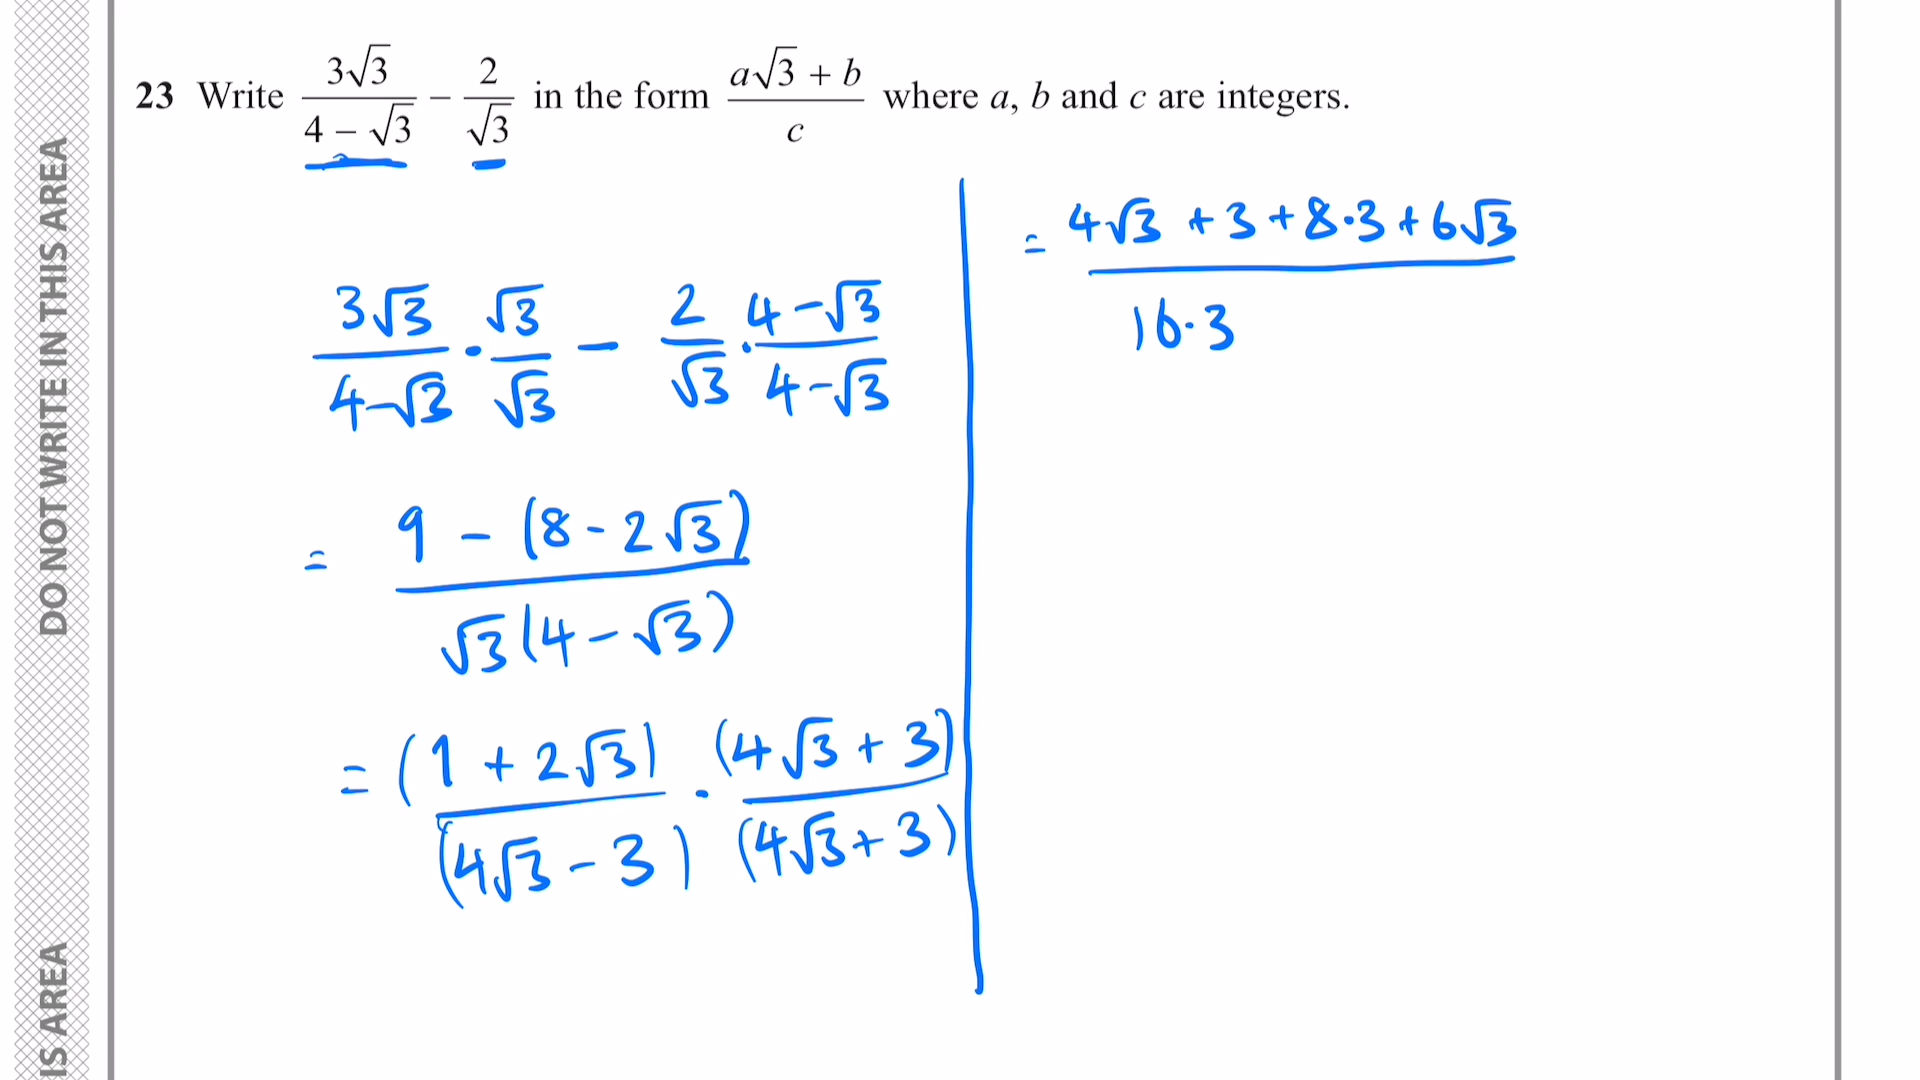 DO NOT WRITE IN THIS AREA
IS AREA
23 Write (3√3)/(4 − √3) − 2/√3 in the form (a√3 + b)/c where a, b and c are integers.
(3√3)/(4−√3) · √3/√3 − 2/√3 · (4−√3)/(4−√3)
= (9 − (8 − 2√3))/(√3(4 − √3))
= (1 + 2√3)/(4√3 − 3) · (4√3 + 3)/(4√3 + 3)
= (4√3 + 3 + 8·3 + 6√3)/(16·3)